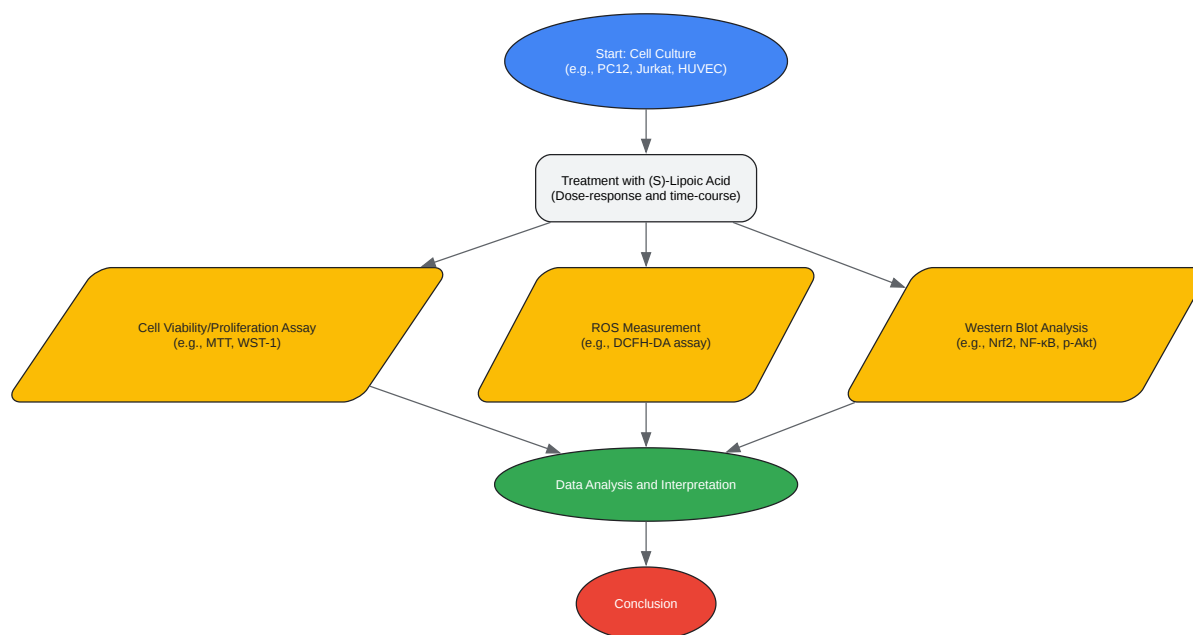 Start: Cell Culture
(e.g., PC12, Jurkat, HUVEC)
Treatment with (S)-Lipoic Acid
(Dose-response and time-course)
Cell Viability/Proliferation Assay
(e.g., MTT, WST-1)
ROS Measurement
(e.g., DCFH-DA assay)
Western Blot Analysis
(e.g., Nrf2, NF-κB, p-Akt)
Data Analysis and Interpretation
Conclusion